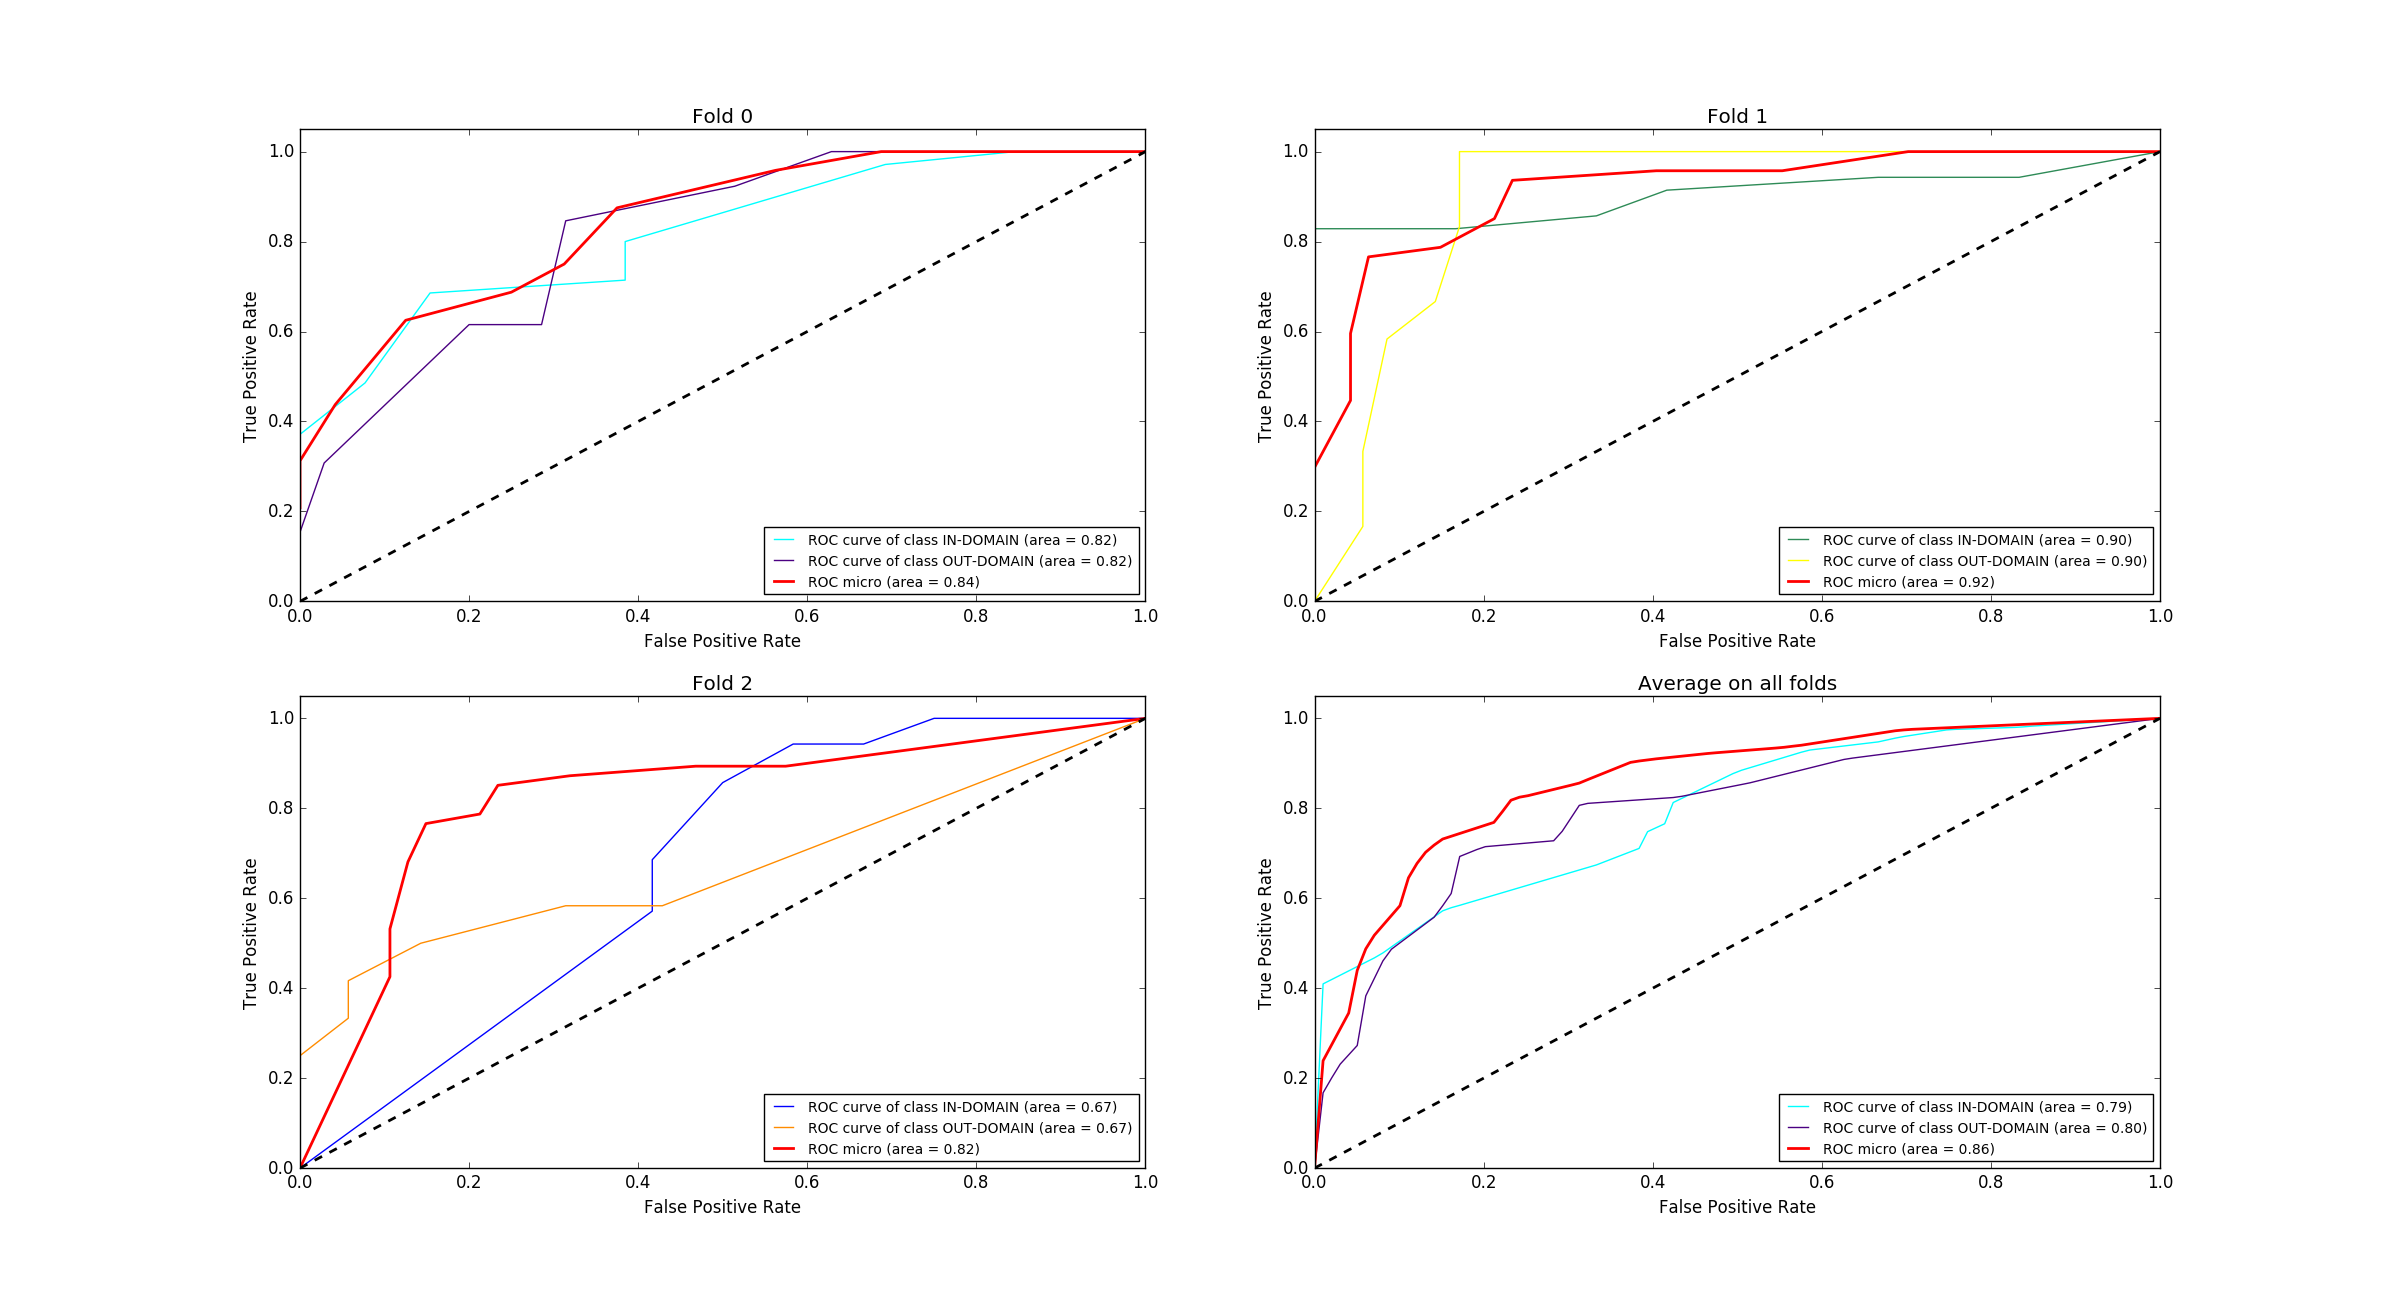 Fold 0
1.0
0.8
0.6
0.4
0.2
0.0
True Positive Rate
0.0 0.2 0.4 0.6 0.8 1.0
False Positive Rate
ROC curve of class IN-DOMAIN (area = 0.82)
ROC curve of class OUT-DOMAIN (area = 0.82)
ROC micro (area = 0.84)
Fold 1
1.0
0.8
0.6
0.4
0.2
0.0
True Positive Rate
0.0 0.2 0.4 0.6 0.8 1.0
False Positive Rate
ROC curve of class IN-DOMAIN (area = 0.90)
ROC curve of class OUT-DOMAIN (area = 0.90)
ROC micro (area = 0.92)
Fold 2
1.0
0.8
0.6
0.4
0.2
0.0
True Positive Rate
0.0 0.2 0.4 0.6 0.8 1.0
False Positive Rate
ROC curve of class IN-DOMAIN (area = 0.67)
ROC curve of class OUT-DOMAIN (area = 0.67)
ROC micro (area = 0.82)
Average on all folds
1.0
0.8
0.6
0.4
0.2
0.0
True Positive Rate
0.0 0.2 0.4 0.6 0.8 1.0
False Positive Rate
ROC curve of class IN-DOMAIN (area = 0.79)
ROC curve of class OUT-DOMAIN (area = 0.80)
ROC micro (area = 0.86)